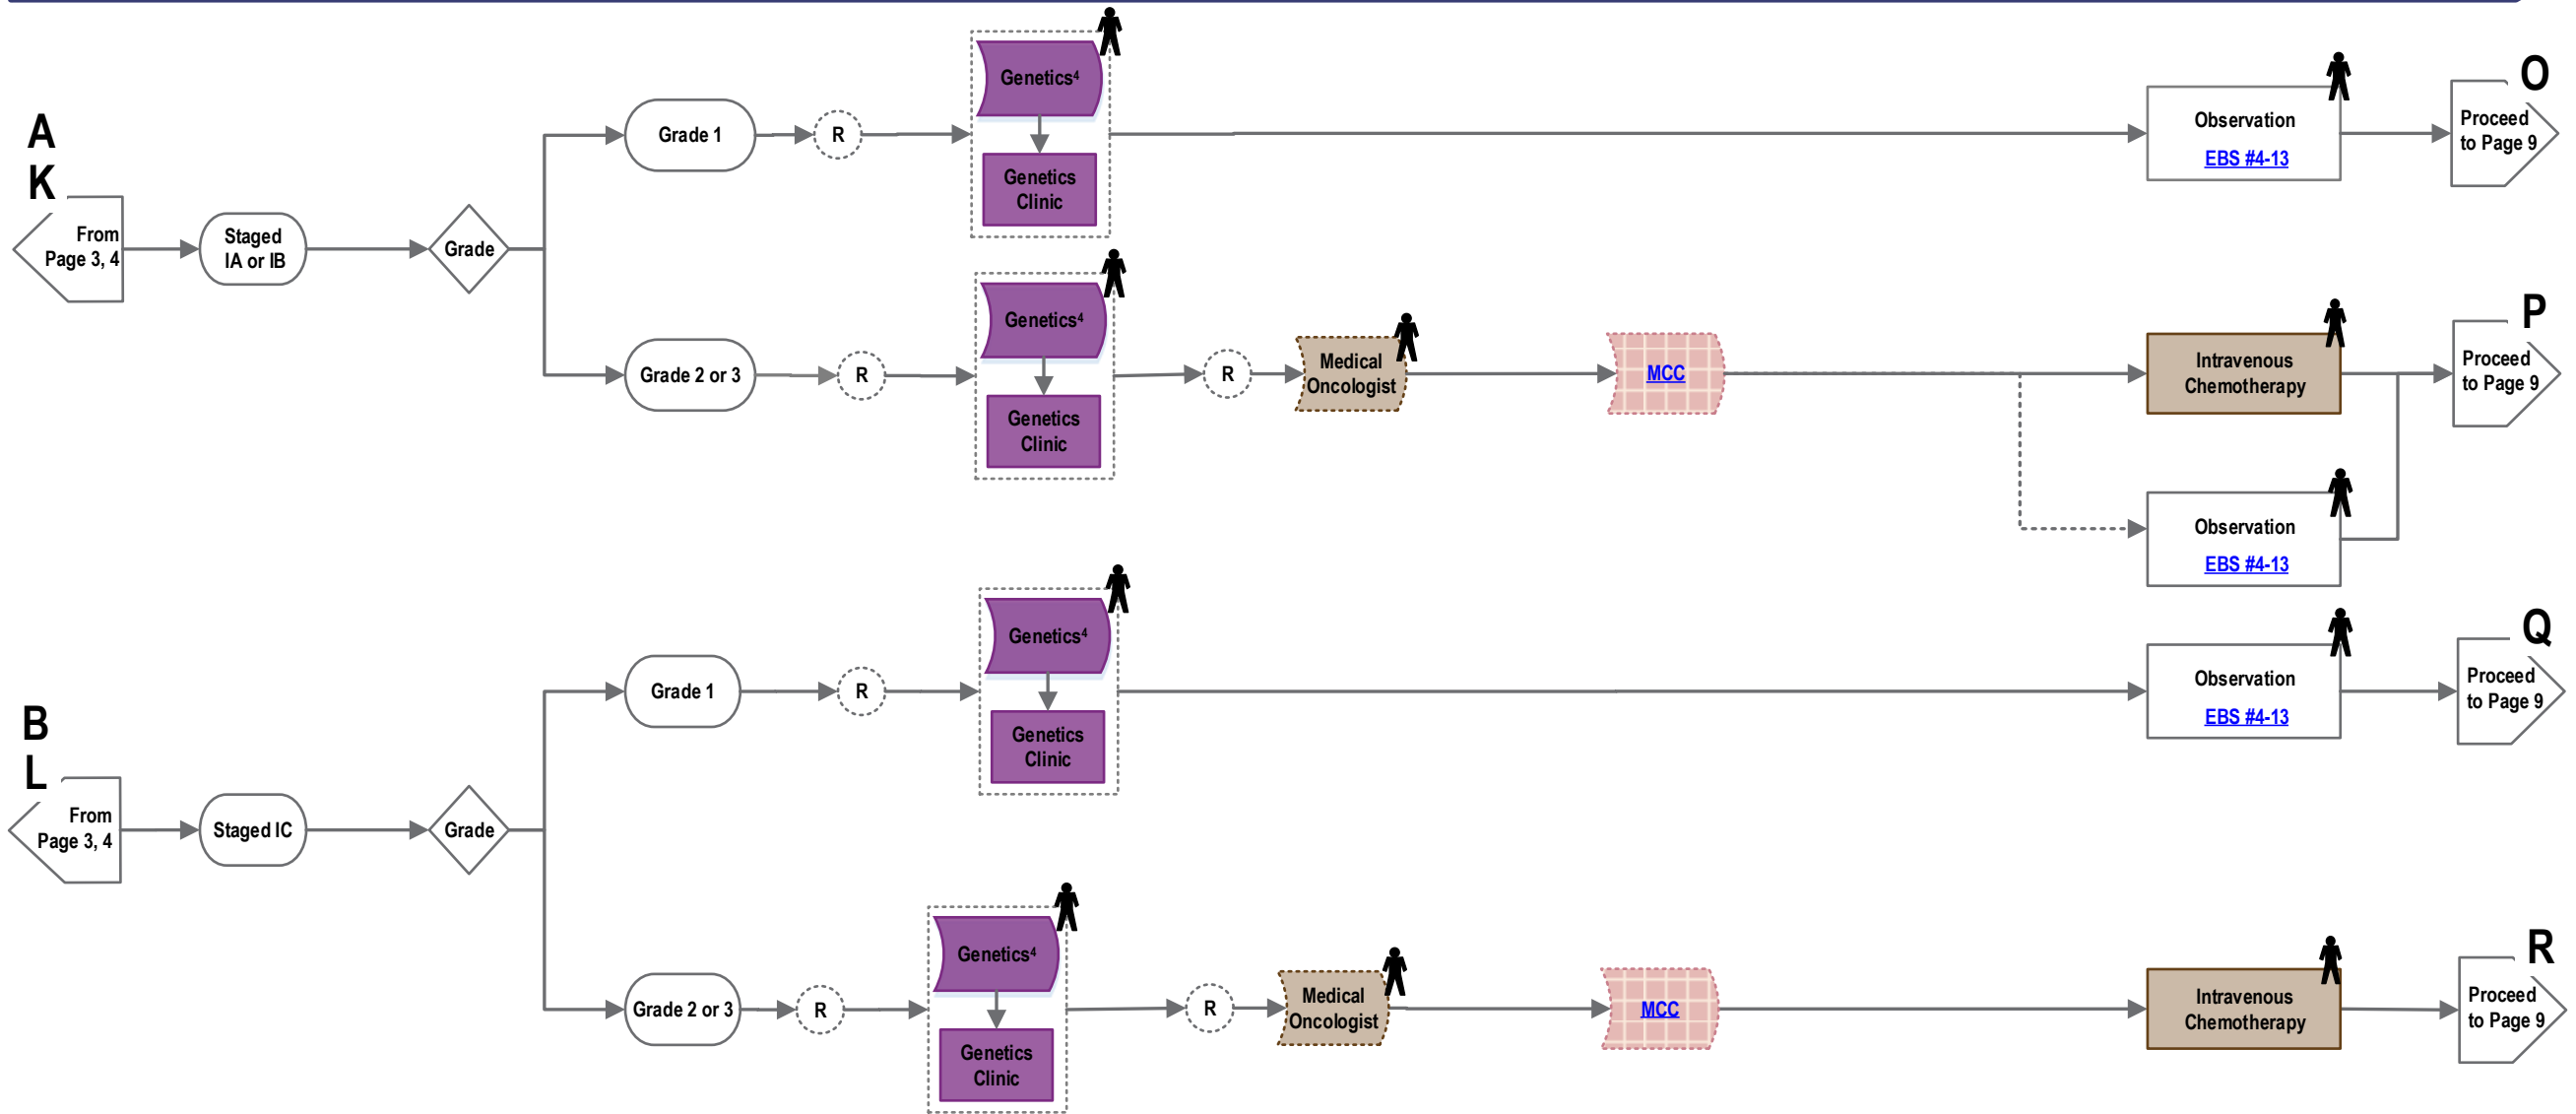 A
K
From
Page 3, 4
Staged
IA or IB
Grade
Grade 1
R
Genetics⁴
Genetics
Clinic
Observation
EBS #4-13
O
Proceed
to Page 9
Grade 2 or 3
R
Genetics⁴
Genetics
Clinic
R
Medical
Oncologist
MCC
Intravenous
Chemotherapy
P
Proceed
to Page 9
Observation
EBS #4-13
B
L
From
Page 3, 4
Staged IC
Grade
Grade 1
R
Genetics⁴
Genetics
Clinic
Observation
EBS #4-13
Q
Proceed
to Page 9
Grade 2 or 3
R
Genetics⁴
Genetics
Clinic
R
Medical
Oncologist
MCC
Intravenous
Chemotherapy
R
Proceed
to Page 9